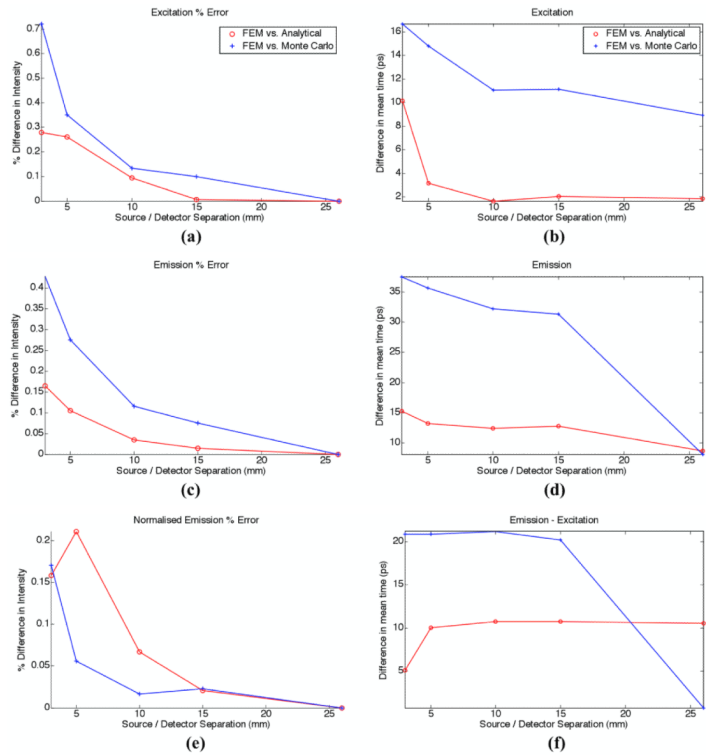 Excitation % Error
FEM vs. Analytical
FEM vs. Monte Carlo
% Difference in Intensity
0.7
0.6
0.5
0.4
0.3
0.2
0.1
0
5
10
15
20
25
Source / Detector Separation (mm)
(a)
Excitation
FEM vs. Analytical
FEM vs. Monte Carlo
Difference in mean time (ps)
16
14
12
10
8
6
4
2
5
10
15
20
25
Source / Detector Separation (mm)
(b)
Emission % Error
% Difference in Intensity
0.4
0.35
0.3
0.25
0.2
0.15
0.1
0.05
0
5
10
15
20
25
Source / Detector Separation (mm)
(c)
Emission
Difference in mean time (ps)
35
30
25
20
15
10
5
10
15
20
25
Source / Detector Separation (mm)
(d)
Normalised Emission % Error
% Difference in Intensity
0.2
0.15
0.1
0.05
0
5
10
15
20
25
Source / Detector Separation (mm)
(e)
Emission - Excitation
Difference in mean time (ps)
20
15
10
5
5
10
15
20
25
Source / Detector Separation (mm)
(f)